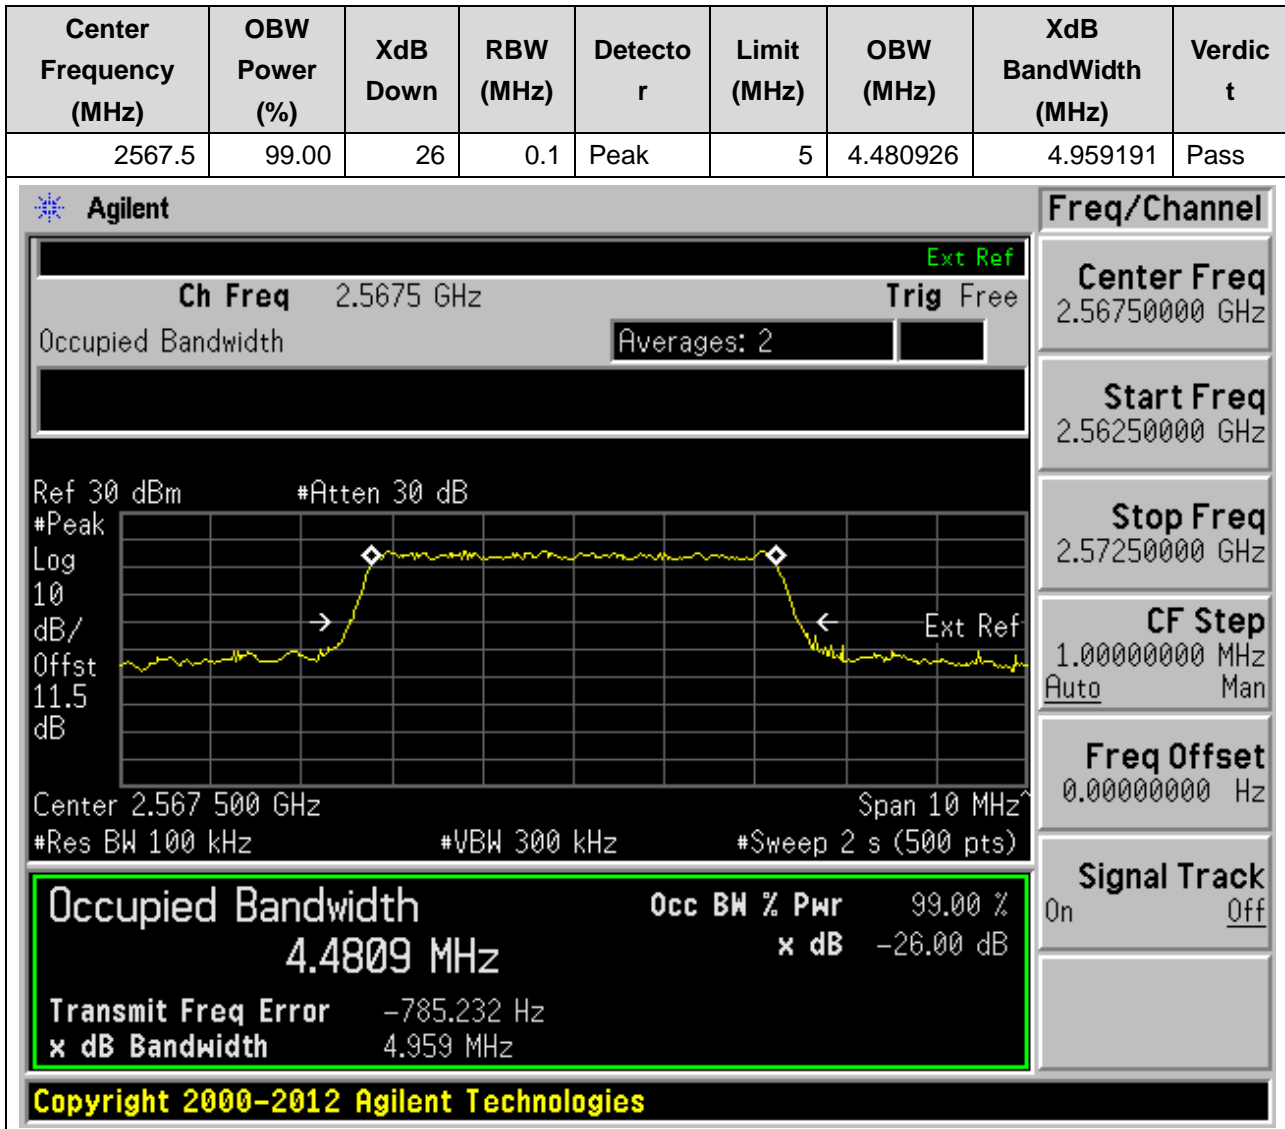 Center Frequency (MHz) OBW Power (%) XdB Down RBW (MHz) Detecto r Limit (MHz) OBW (MHz) XdB BandWidth (MHz) Verdic t
2567.5 99.00 26 0.1 Peak 5 4.480926 4.959191 Pass
Agilent
Freq/Channel
Ext Ref
Ch Freq 2.5675 GHz Trig Free
Occupied Bandwidth Averages: 2
Center Freq
2.56750000 GHz
Start Freq
2.56250000 GHz
Stop Freq
2.57250000 GHz
CF Step
1.00000000 MHz
Auto Man
Freq Offset
0.00000000 Hz
Signal Track
On Off
Ref 30 dBm #Atten 30 dB
#Peak
Log
10
dB/
Offst
11.5
dB
Ext Ref
Center 2.567 500 GHz Span 10 MHz^
#Res BW 100 kHz #VBW 300 kHz #Sweep 2 s (500 pts)
Occupied Bandwidth
4.4809 MHz
Occ BW % Pwr 99.00 %
x dB -26.00 dB
Transmit Freq Error -785.232 Hz
x dB Bandwidth 4.959 MHz
Copyright 2000-2012 Agilent Technologies